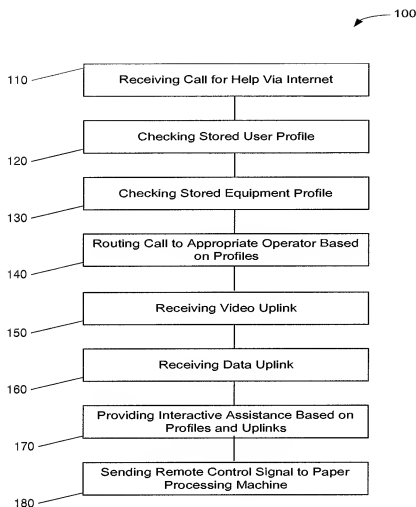 100
110
Receiving Call for Help Via Internet
Checking Stored User Profile
120
Checking Stored Equipment Profile
130
Routing Call to Appropriate Operator Based
on Profiles
140
Receiving Video Uplink
150
Receiving Data Uplink
160
Providing Interactive Assistance Based on
Profiles and Uplinks
170
Sending Remote Control Signal to Paper
Processing Machine
180